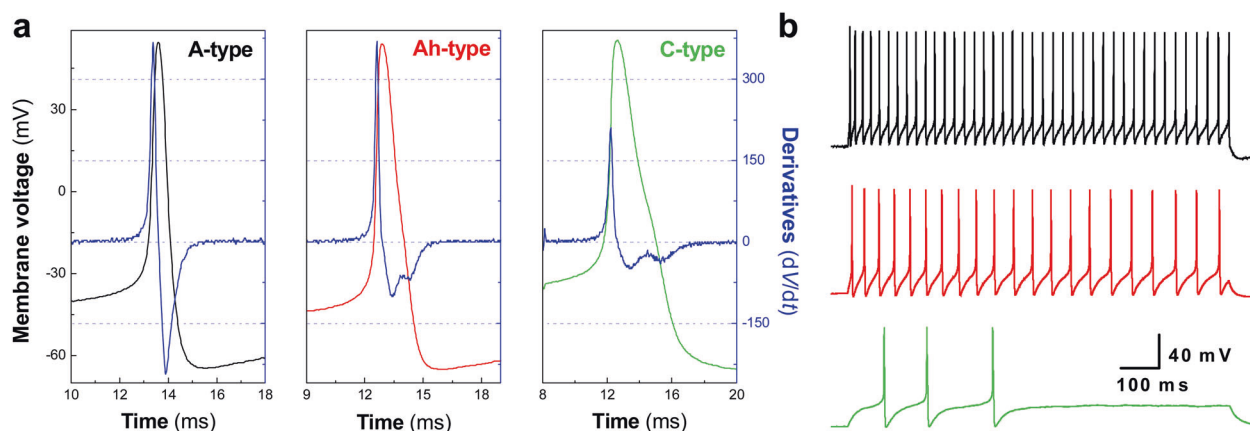 a
A-type
Ah-type
C-type
b
Membrane voltage (mV)
30
0
-30
-60
10 12 14 16 18
9 12 15 18
8 12 16 20
Time (ms)
Time (ms)
Time (ms)
300
150
0
-150
Derivatives (dV/dt)
40 mV
100 ms